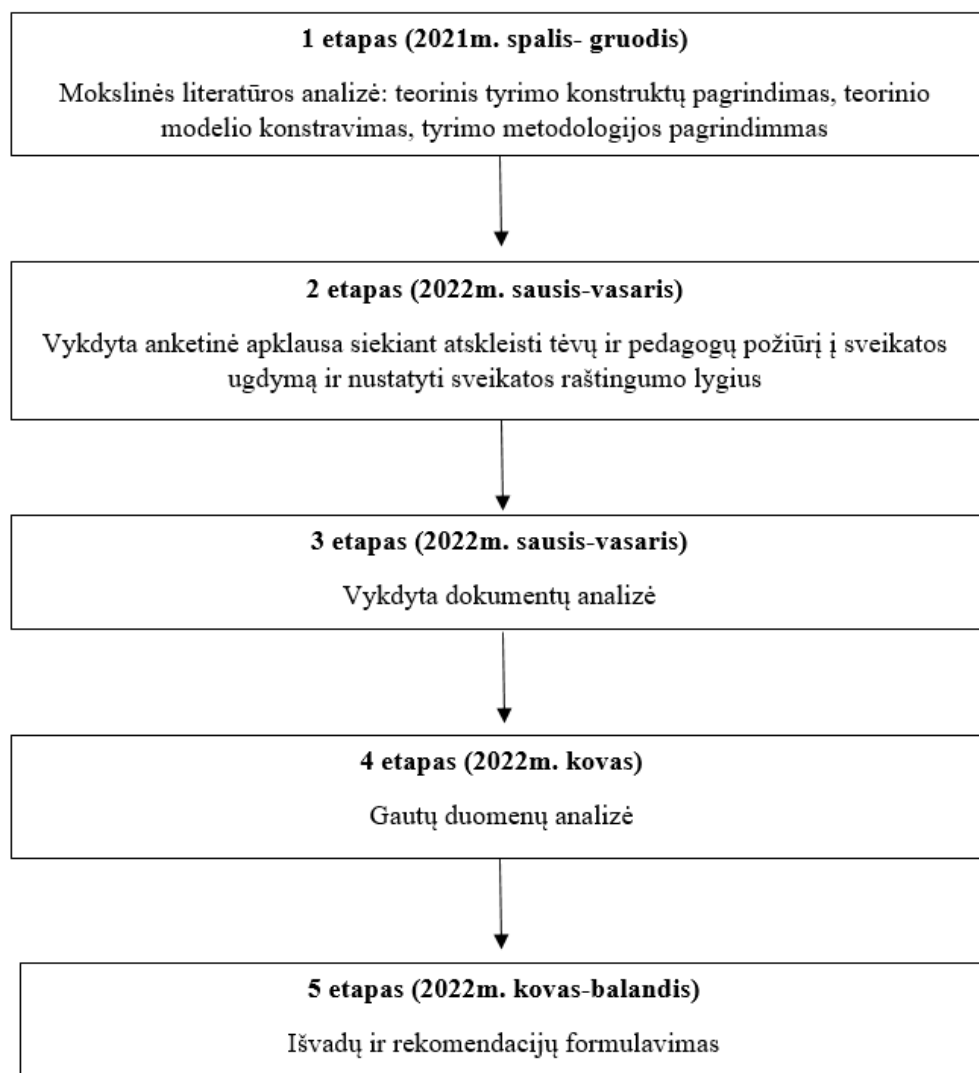 1 etapas (2021m. spalis- gruodis)
Mokslinės literatūros analizė: teorinis tyrimo konstruktų pagrindimas, teorinio
modelio konstravimas, tyrimo metodologijos pagrindimmas
2 etapas (2022m. sausis-vasaris)
Vykdyta anketinė apklausa siekiant atskleisti tėvų ir pedagogų požiūrį į sveikatos
ugdymą ir nustatyti sveikatos raštingumo lygius
3 etapas (2022m. sausis-vasaris)
Vykdyta dokumentų analizė
4 etapas (2022m. kovas)
Gautų duomenų analizė
5 etapas (2022m. kovas-balandis)
Išvadų ir rekomendacijų formulavimas